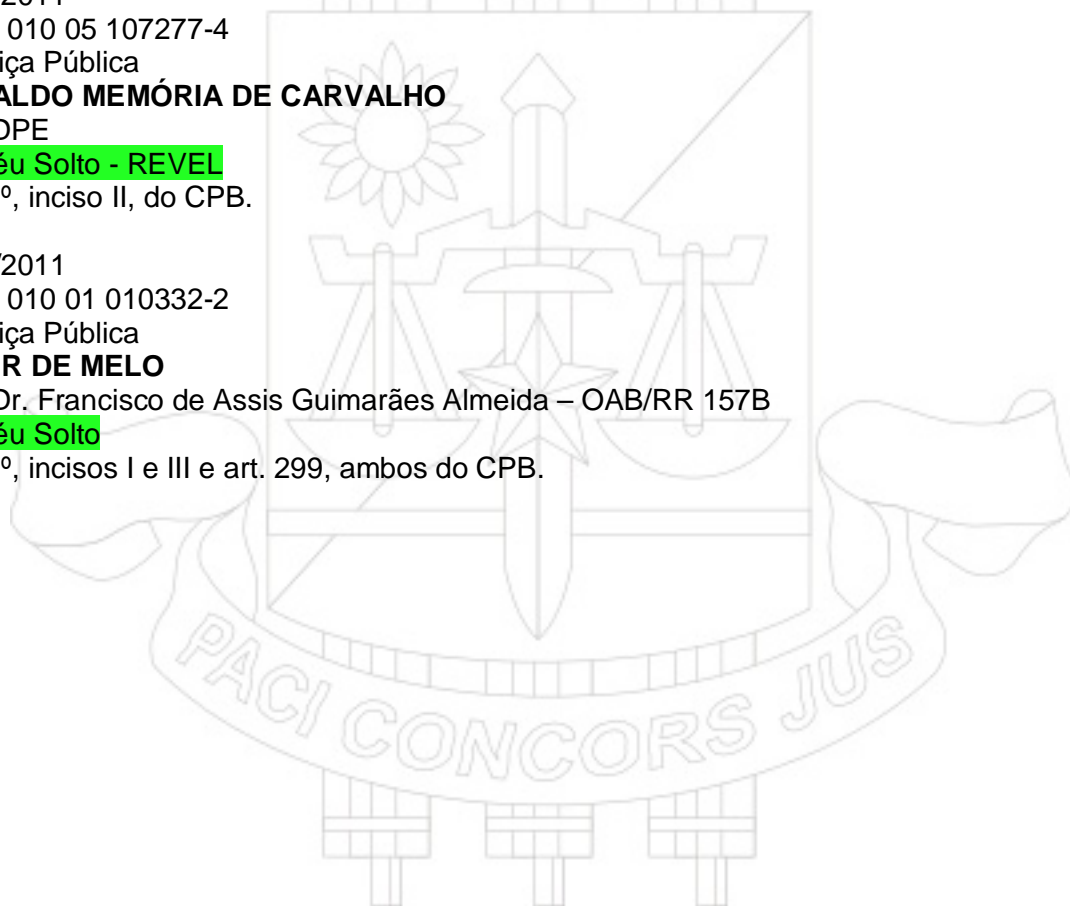 2011
010 05 107277-4
iça Pública
ALDO MEMÓRIA DE CARVALHO
DPE
éu Solto - REVEL
º, inciso II, do CPB.
/2011
010 01 010332-2
iça Pública
R DE MELO
Dr. Francisco de Assis Guimarães Almeida – OAB/RR 157B
éu Solto
º, incisos I e III e art. 299, ambos do CPB.
PACI CONCORS JUS